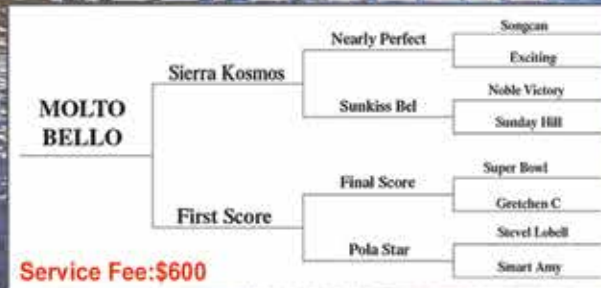 Songcan
Nearly Perfect
Exciting
Sierra Kosmos
Noble Victory
Sunkiss Bel
Sunday Hill
MOLTO
BELLO
Super Bowl
Final Score
Gretchen C
First Score
Stevel Lobell
Pola Star
Smart Amy
Service Fee:$600